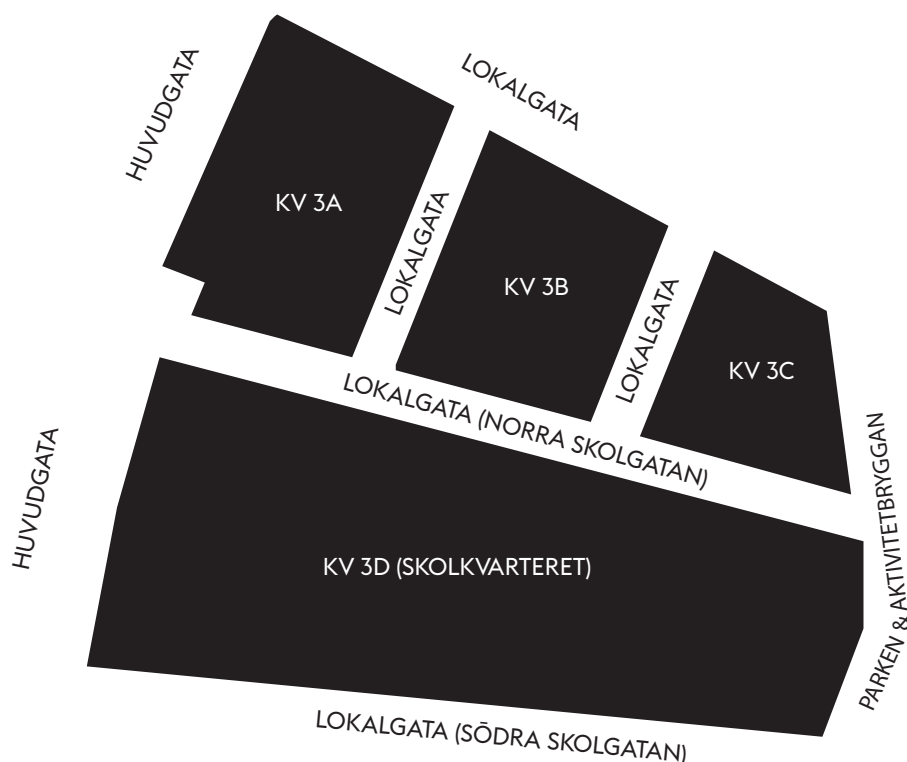 LOKALGATA
HUVUDGATA
KV 3A
LOKALGATA
KV 3B
LOKALGATA
KV 3C
LOKALGATA (NORRA SKOLGATAN)
HUVUDGATA
PARKEN & AKTIVITETBRYGGAN
KV 3D (SKOLKVARTERET)
LOKALGATA (SÖDRA SKOLGATAN)